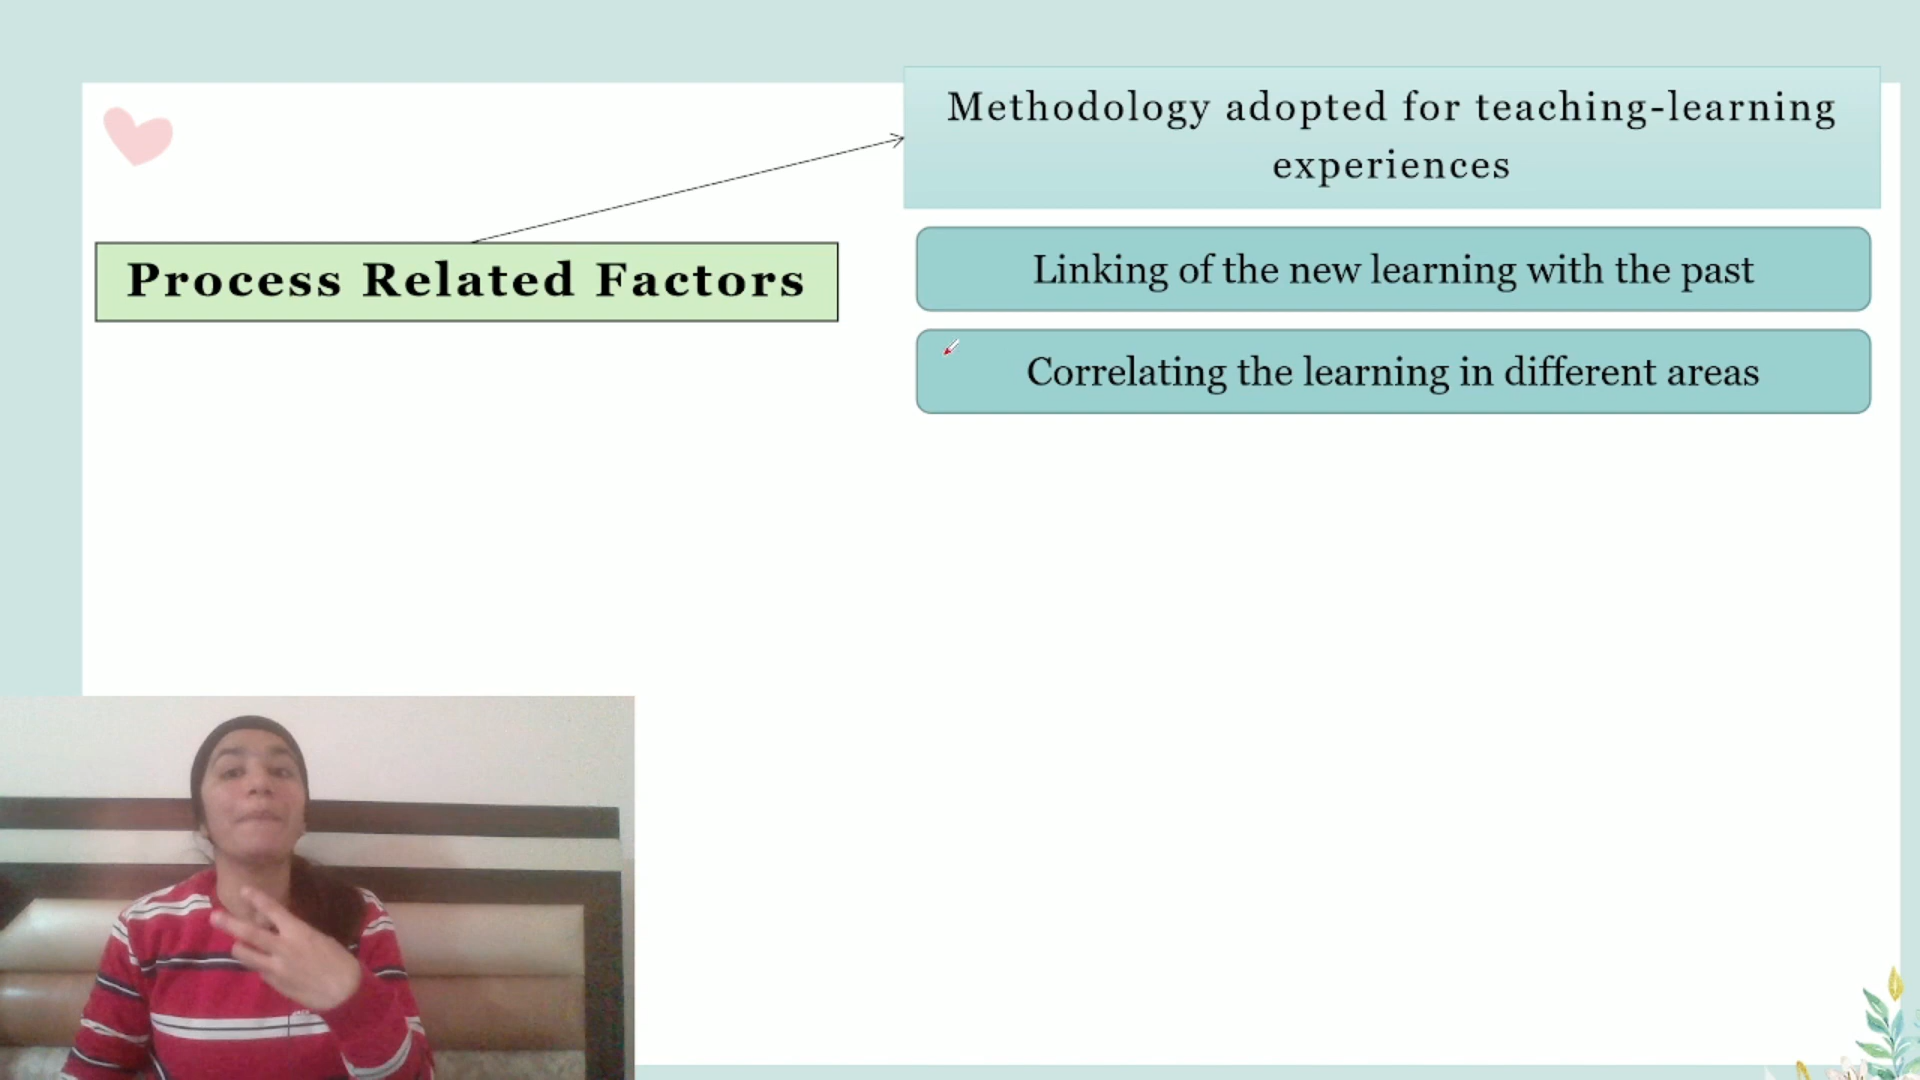 Methodology adopted for teaching-learning
experiences
Process Related Factors
Linking of the new learning with the past
Correlating the learning in different areas